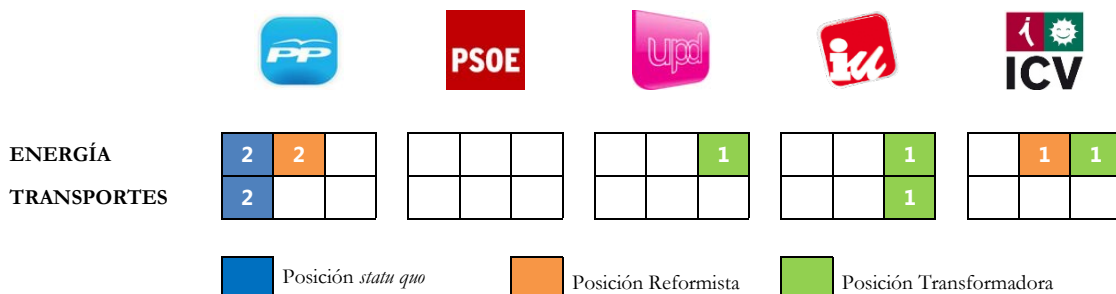 PP PSOE upd iu i ICV
ENERGÍA 2 2 1 1 1 1
TRANSPORTES 2 1
Posición statu quo Posición Reformista Posición Transformadora